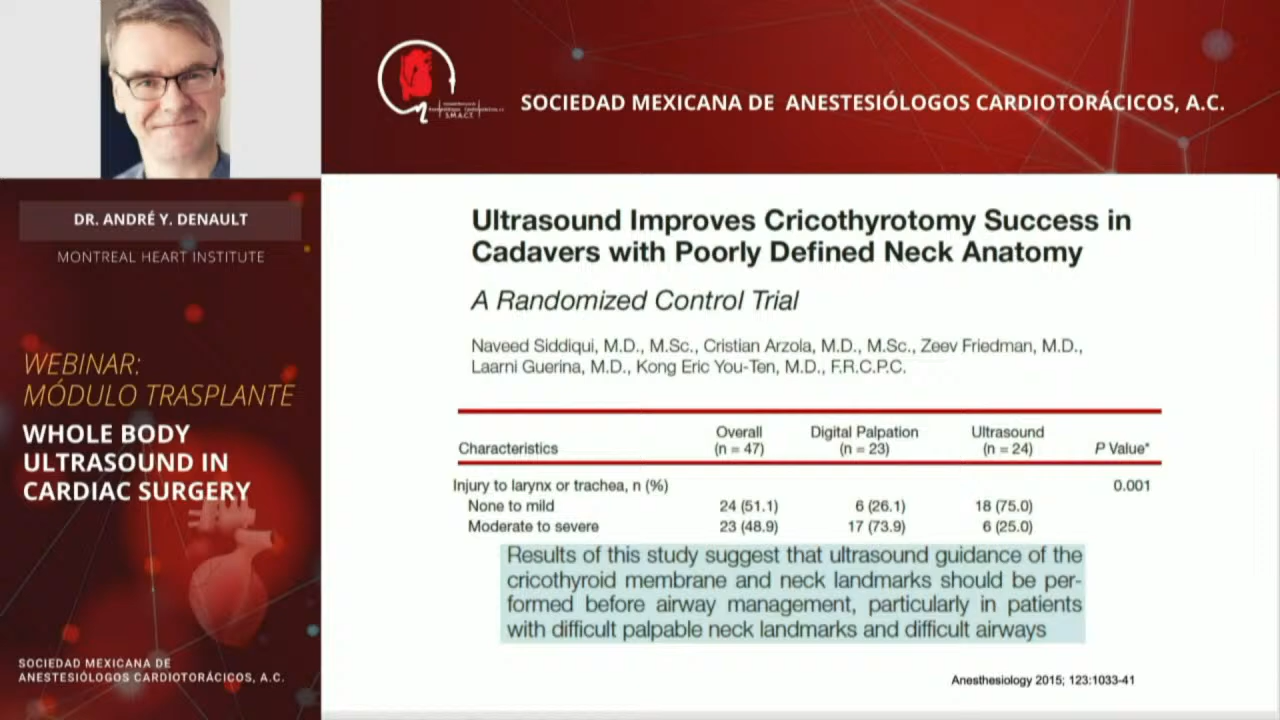 SOCIEDAD MEXICANA DE ANESTESIÓLOGOS CARDIOTORÁCICOS, A.C.
S.M.A.C.T.
DR. ANDRÉ Y. DENAULT
MONTREAL HEART INSTITUTE
WEBINAR:
MÓDULO TRASPLANTE
WHOLE BODY
ULTRASOUND IN
CARDIAC SURGERY
SOCIEDAD MEXICANA DE
ANESTESIÓLOGOS CARDIOTORÁCICOS, A.C.
Ultrasound Improves Cricothyrotomy Success in
Cadavers with Poorly Defined Neck Anatomy
A Randomized Control Trial
Naveed Siddiqui, M.D., M.Sc., Cristian Arzola, M.D., M.Sc., Zeev Friedman, M.D.,
Laarni Guerina, M.D., Kong Eric You-Ten, M.D., F.R.C.P.C.
Overall Digital Palpation Ultrasound
Characteristics (n = 47) (n = 23) (n = 24) P Value*
Injury to larynx or trachea, n (%) 0.001
None to mild 24 (51.1) 6 (26.1) 18 (75.0)
Moderate to severe 23 (48.9) 17 (73.9) 6 (25.0)
Results of this study suggest that ultrasound guidance of the
cricothyroid membrane and neck landmarks should be per-
formed before airway management, particularly in patients
with difficult palpable neck landmarks and difficult airways
Anesthesiology 2015; 123:1033-41